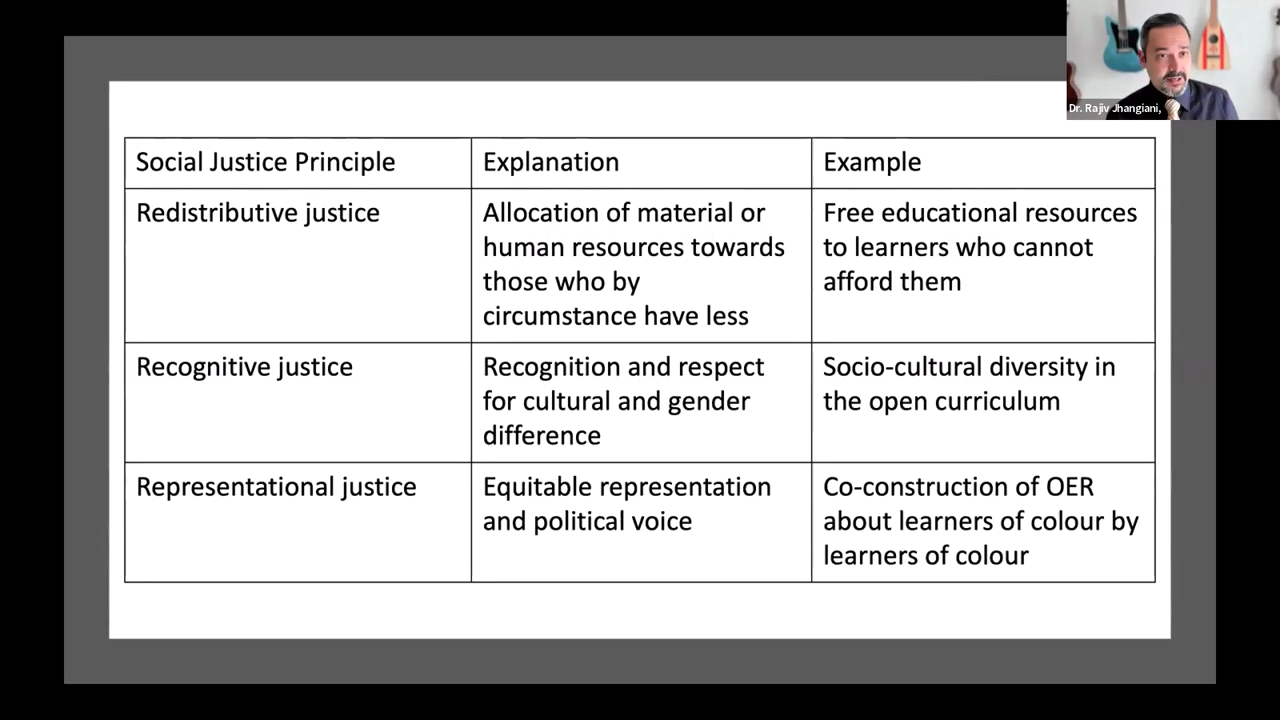 Dr. Rajiv Jhangiani,
Social Justice Principle
Explanation
Example
Redistributive justice
Allocation of material or
human resources towards
those who by
circumstance have less
Free educational resources
to learners who cannot
afford them
Recognitive justice
Recognition and respect
for cultural and gender
difference
Socio-cultural diversity in
the open curriculum
Representational justice
Equitable representation
and political voice
Co-construction of OER
about learners of colour by
learners of colour